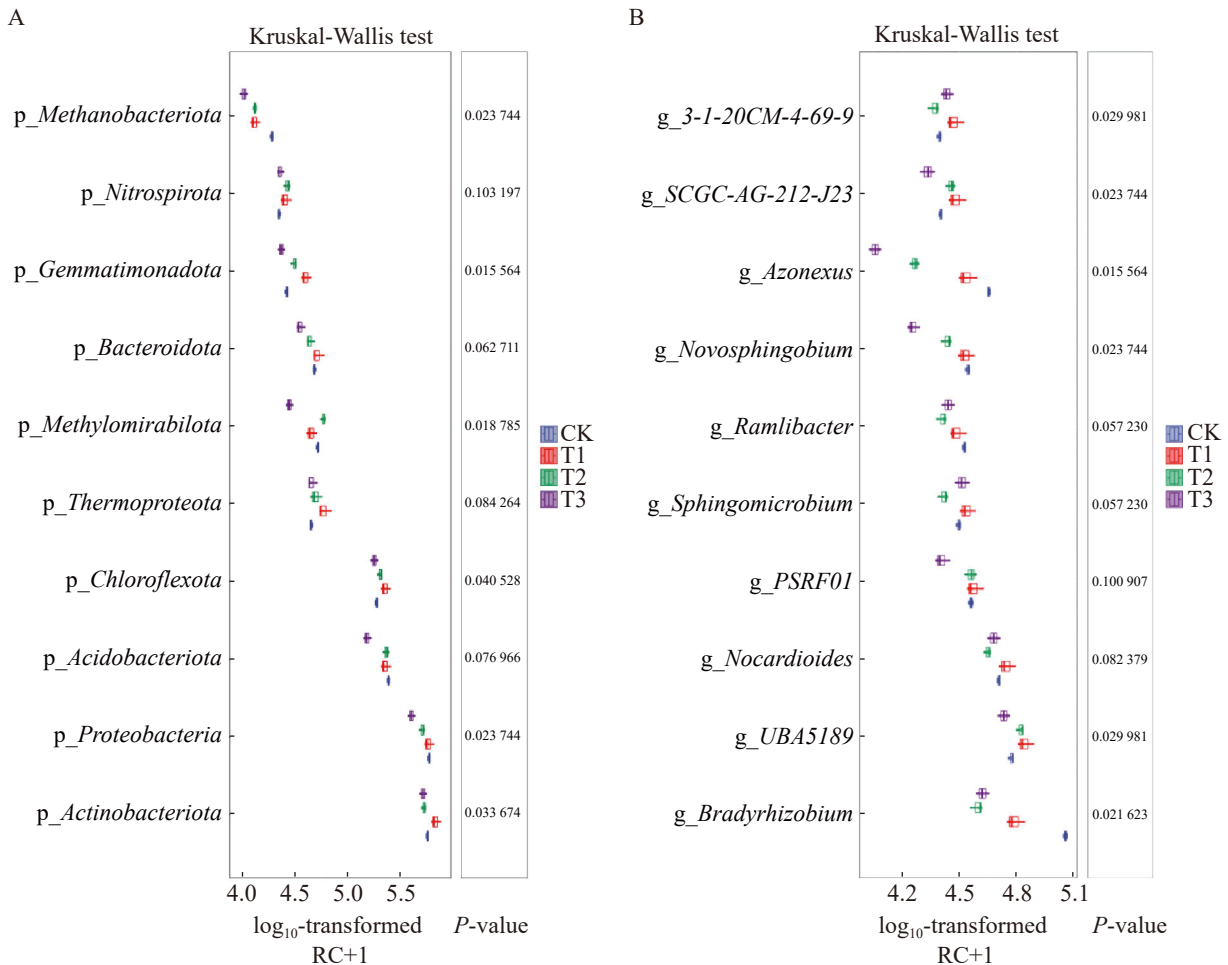 A
Kruskal-Wallis test
p_Methanobacteriota
0.023 744
p_Nitrospirota
0.103 197
p_Gemmatimonadota
0.015 564
p_Bacteroidota
0.062 711
p_Methylomirabilota
0.018 785
p_Thermoproteota
0.084 264
p_Chloroflexota
0.040 528
p_Acidobacteriota
0.076 966
p_Proteobacteria
0.023 744
p_Actinobacteriota
0.033 674
CK
T1
T2
T3
4.0 4.5 5.0 5.5
log₁₀-transformed
RC+1
P-value
B
Kruskal-Wallis test
g_3-1-20CM-4-69-9
0.029 981
g_SCGC-AG-212-J23
0.023 744
g_Azonexus
0.015 564
g_Novosphingobium
0.023 744
g_Ramlibacter
0.057 230
g_Sphingomicrobium
0.057 230
g_PSRF01
0.100 907
g_Nocardioides
0.082 379
g_UBA5189
0.029 981
g_Bradyrhizobium
0.021 623
CK
T1
T2
T3
4.2 4.5 4.8 5.1
log₁₀-transformed
RC+1
P-value